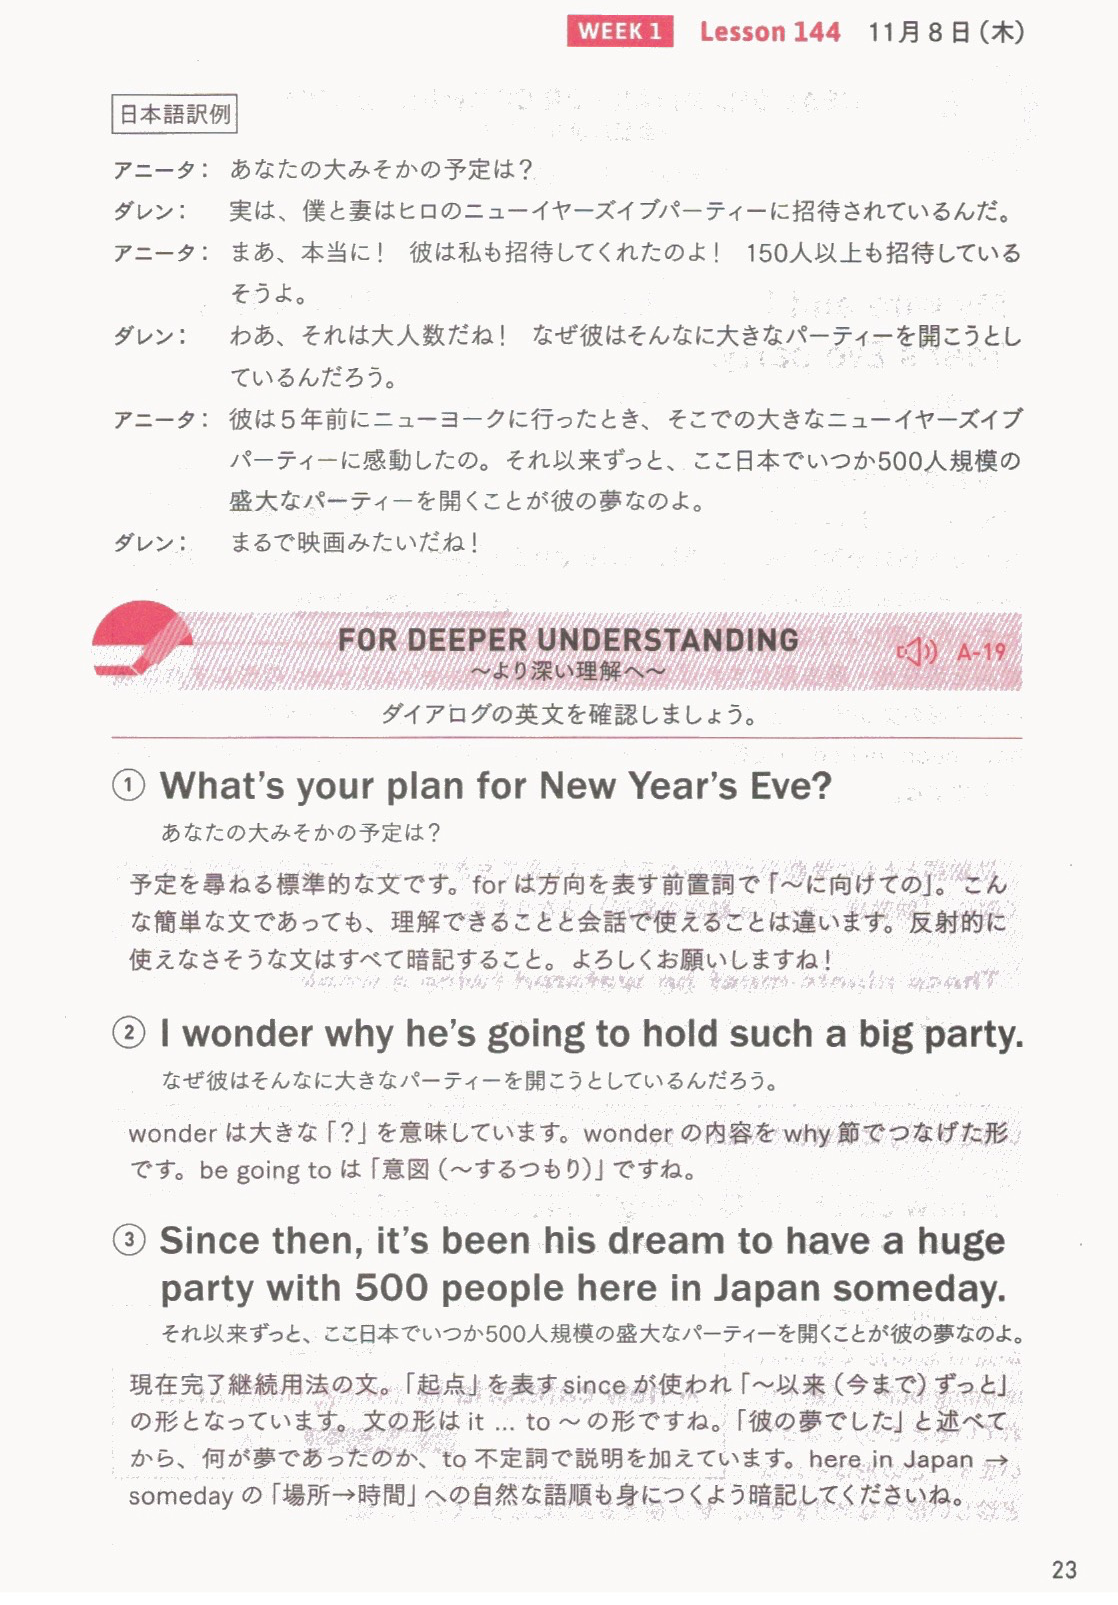 WEEK 1 Lesson 144 11月8日（木）
日本語訳例
アニータ： あなたの大みそかの予定は？
ダレン： 実は、僕と妻はヒロのニューイヤーズイブパーティーに招待されているんだ。
アニータ： まあ、本当に！ 彼は私も招待してくれたのよ！ 150人以上も招待している
そうよ。
ダレン： わあ、それは大人数だね！ なぜ彼はそんなに大きなパーティーを開こうとし
ているんだろう。
アニータ： 彼は５年前にニューヨークに行ったとき、そこでの大きなニューイヤーズイブ
パーティーに感動したの。それ以来ずっと、ここ日本でいつか500人規模の
盛大なパーティーを開くことが彼の夢なのよ。
ダレン： まるで映画みたいだね！
FOR DEEPER UNDERSTANDING
～より深い理解へ～
A-19
ダイアログの英文を確認しましょう。
① What's your plan for New Year's Eve?
あなたの大みそかの予定は？
予定を尋ねる標準的な文です。for は方向を表す前置詞で「～に向けての」。こん
な簡単な文であっても、理解できることと会話で使えることは違います。反射的に
使えなさそうな文はすべて暗記すること。よろしくお願いしますね！
② I wonder why he's going to hold such a big party.
なぜ彼はそんなに大きなパーティーを開こうとしているんだろう。
wonder は大きな「？」を意味しています。wonder の内容を why 節でつなげた形
です。be going to は「意図（～するつもり）」ですね。
③ Since then, it's been his dream to have a huge
party with 500 people here in Japan someday.
それ以来ずっと、ここ日本でいつか500人規模の盛大なパーティーを開くことが彼の夢なのよ。
現在完了継続用法の文。「起点」を表す since が使われ「～以来（今まで）ずっと」
の形となっています。文の形は it ... to ～の形ですね。「彼の夢でした」と述べて
から、何が夢であったのか、to 不定詞で説明を加えています。here in Japan →
someday の「場所→時間」への自然な語順も身につくよう暗記してくださいね。
23